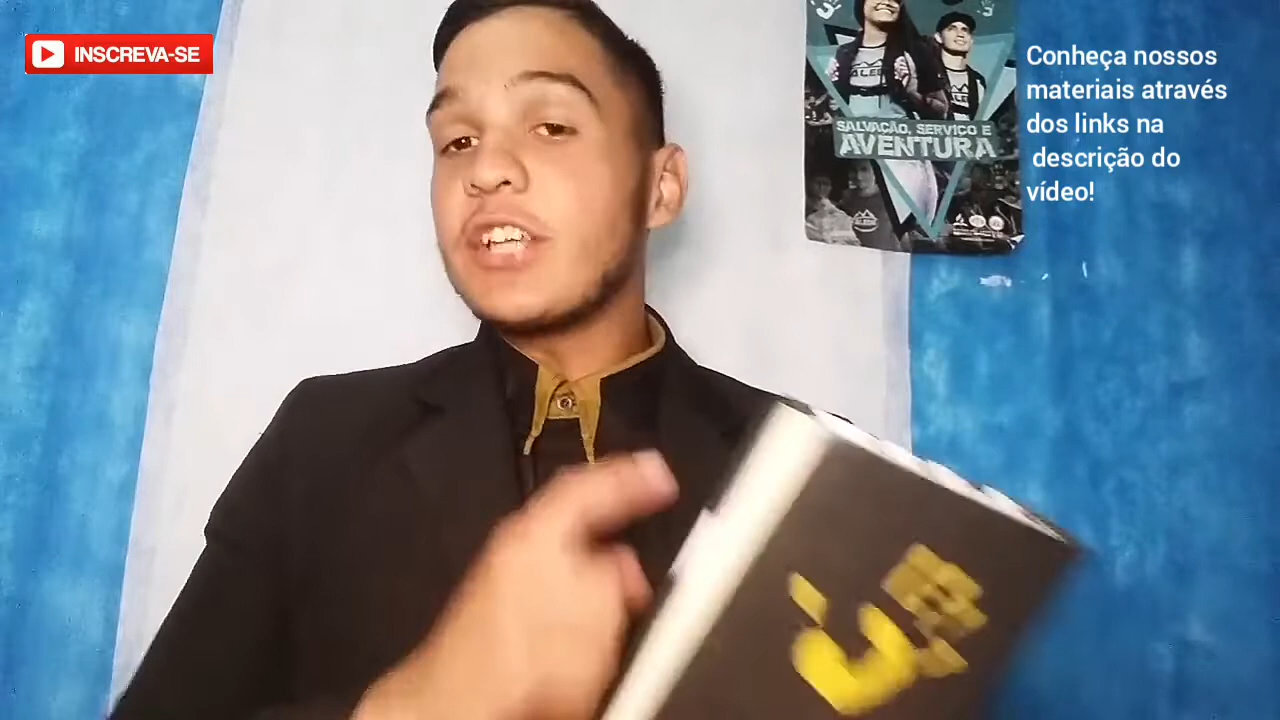 INSCREVA-SE
Conheça nossos
materiais através
dos links na
descrição do
vídeo!
SALVAÇÃO, SERVIÇO E
AVENTURA